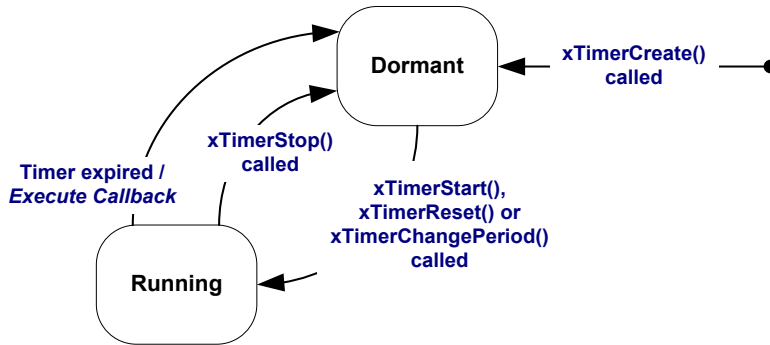 Dormant
xTimerCreate()
called
xTimerStop()
called
Timer expired /
Execute Callback
xTimerStart(),
xTimerReset() or
xTimerChangePeriod()
called
Running